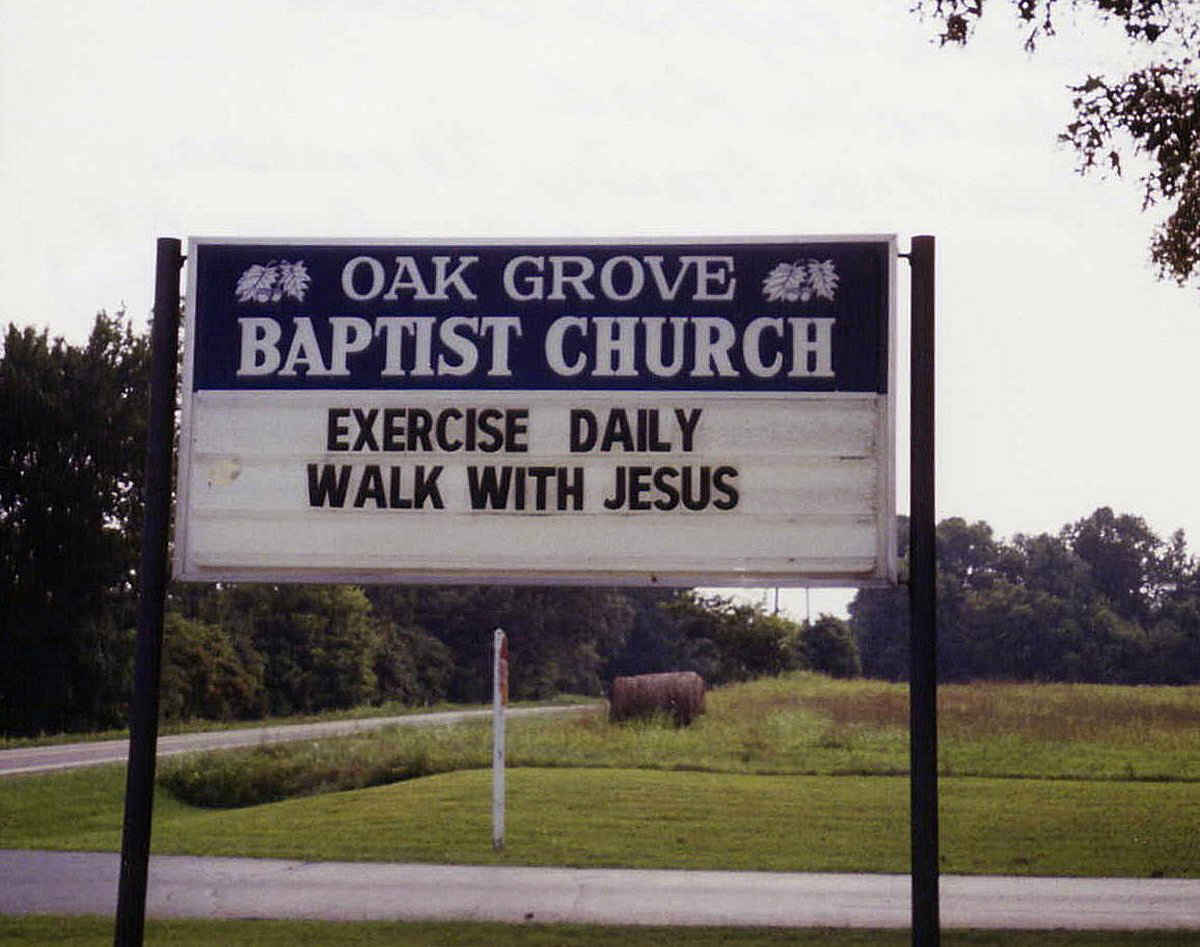 OAK GROVE
BAPTIST CHURCH
EXERCISE DAILY
WALK WITH JESUS